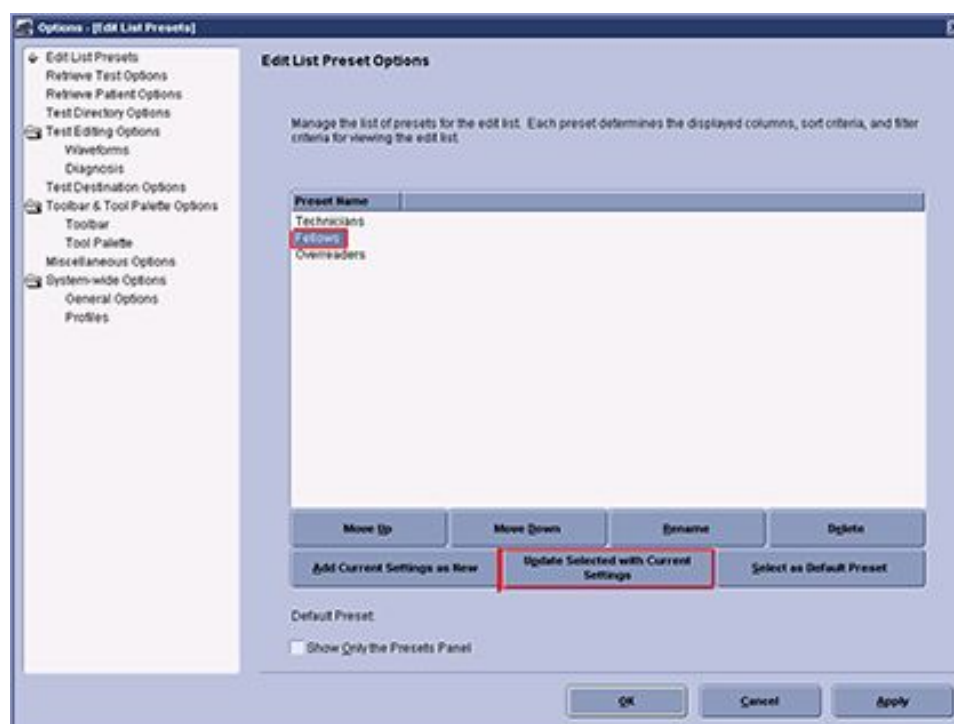 Options - [Edit List Presets]
Edit List Presets
Retrieve Test Options
Retrieve Patient Options
Test Directory Options
Test Editing Options
Waveforms
Diagnosis
Test Destination Options
Toolbar & Tool Palette Options
Toolbar
Tool Palette
Miscellaneous Options
System-wide Options
General Options
Profiles
Edit List Preset Options
Manage the list of presets for the edit list. Each preset determines the displayed columns, sort criteria, and filter
criteria for viewing the edit list.
Preset Name
Technicians
Fellows
Overreaders
Move Up
Move Down
Rename
Delete
Add Current Settings as New
Update Selected with Current
Settings
Select as Default Preset
Default Preset:
Show Only the Presets Panel
OK
Cancel
Apply